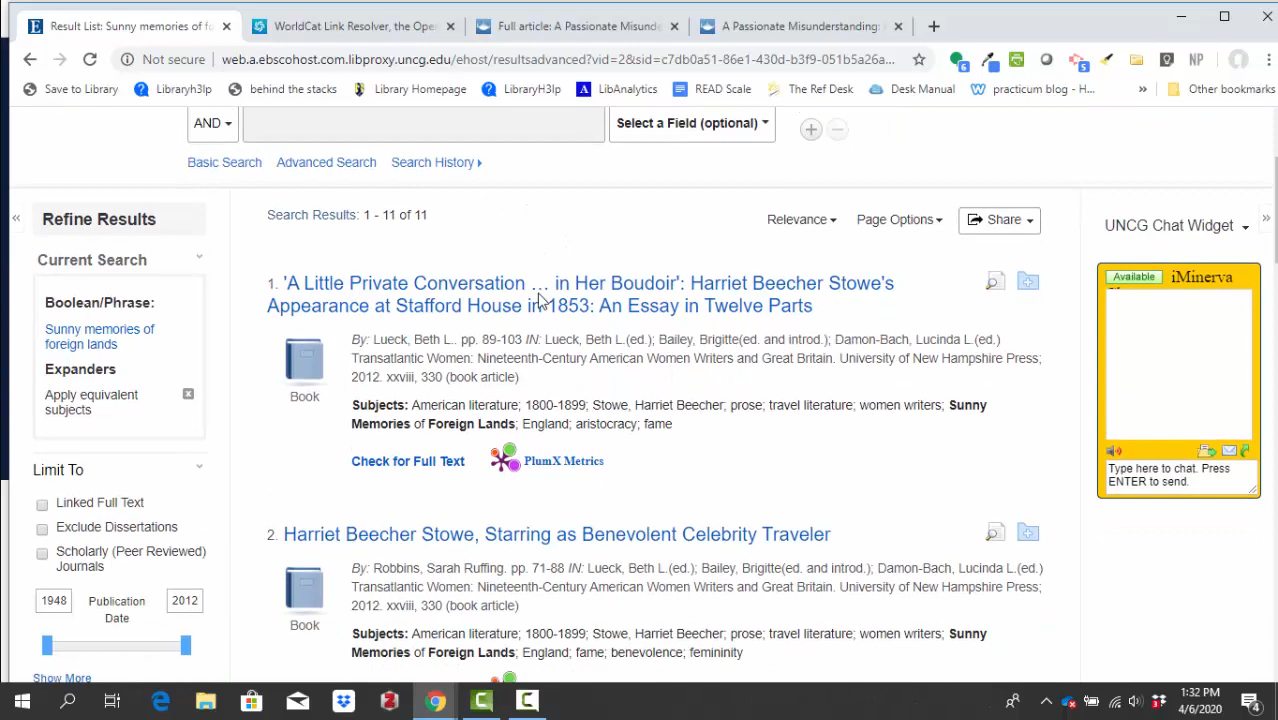 Result List: Sunny memories of fo
WorldCat Link Resolver, the Ope
Full article: A Passionate Misunde
A Passionate Misunderstanding:
Not secure web.a.ebscohost.com.libproxy.uncg.edu/ehost/resultsadvanced?vid=2&sid=c7db0a51-86e1-430d-b3f9-051b5a26a...
6
5
NP
Save to Library
Libraryh3lp
behind the stacks
Library Homepage
LibraryH3lp
LibAnalytics
READ Scale
The Ref Desk
Desk Manual
practicum blog - H...
»
Other bookmarks
AND
Select a Field (optional)
Basic Search
Advanced Search
Search History
Refine Results
Current Search
Boolean/Phrase:
Sunny memories of
foreign lands
Expanders
Apply equivalent
subjects
Limit To
Linked Full Text
Exclude Dissertations
Scholarly (Peer Reviewed)
Journals
1948
Publication
Date
2012
Show More
Search Results: 1 - 11 of 11
Relevance
Page Options
Share
1. 'A Little Private Conversation … in Her Boudoir': Harriet Beecher Stowe's
Appearance at Stafford House in 1853: An Essay in Twelve Parts
By: Lueck, Beth L.. pp. 89-103 IN: Lueck, Beth L.(ed.); Bailey, Brigitte(ed. and introd.); Damon-Bach, Lucinda L.(ed.)
Transatlantic Women: Nineteenth-Century American Women Writers and Great Britain. University of New Hampshire Press;
2012. xxviii, 330 (book article)
Book
Subjects: American literature; 1800-1899; Stowe, Harriet Beecher; prose; travel literature; women writers; Sunny
Memories of Foreign Lands; England; aristocracy; fame
Check for Full Text
PlumX Metrics
2. Harriet Beecher Stowe, Starring as Benevolent Celebrity Traveler
By: Robbins, Sarah Ruffing. pp. 71-88 IN: Lueck, Beth L.(ed.); Bailey, Brigitte(ed. and introd.); Damon-Bach, Lucinda L.(ed.)
Transatlantic Women: Nineteenth-Century American Women Writers and Great Britain. University of New Hampshire Press;
2012. xxviii, 330 (book article)
Book
Subjects: American literature; 1800-1899; Stowe, Harriet Beecher; prose; travel literature; women writers; Sunny
Memories of Foreign Lands; England; fame; benevolence; femininity
UNCG Chat Widget
Available
iMinerva
Type here to chat. Press
ENTER to send.
1:32 PM
4/6/2020
4